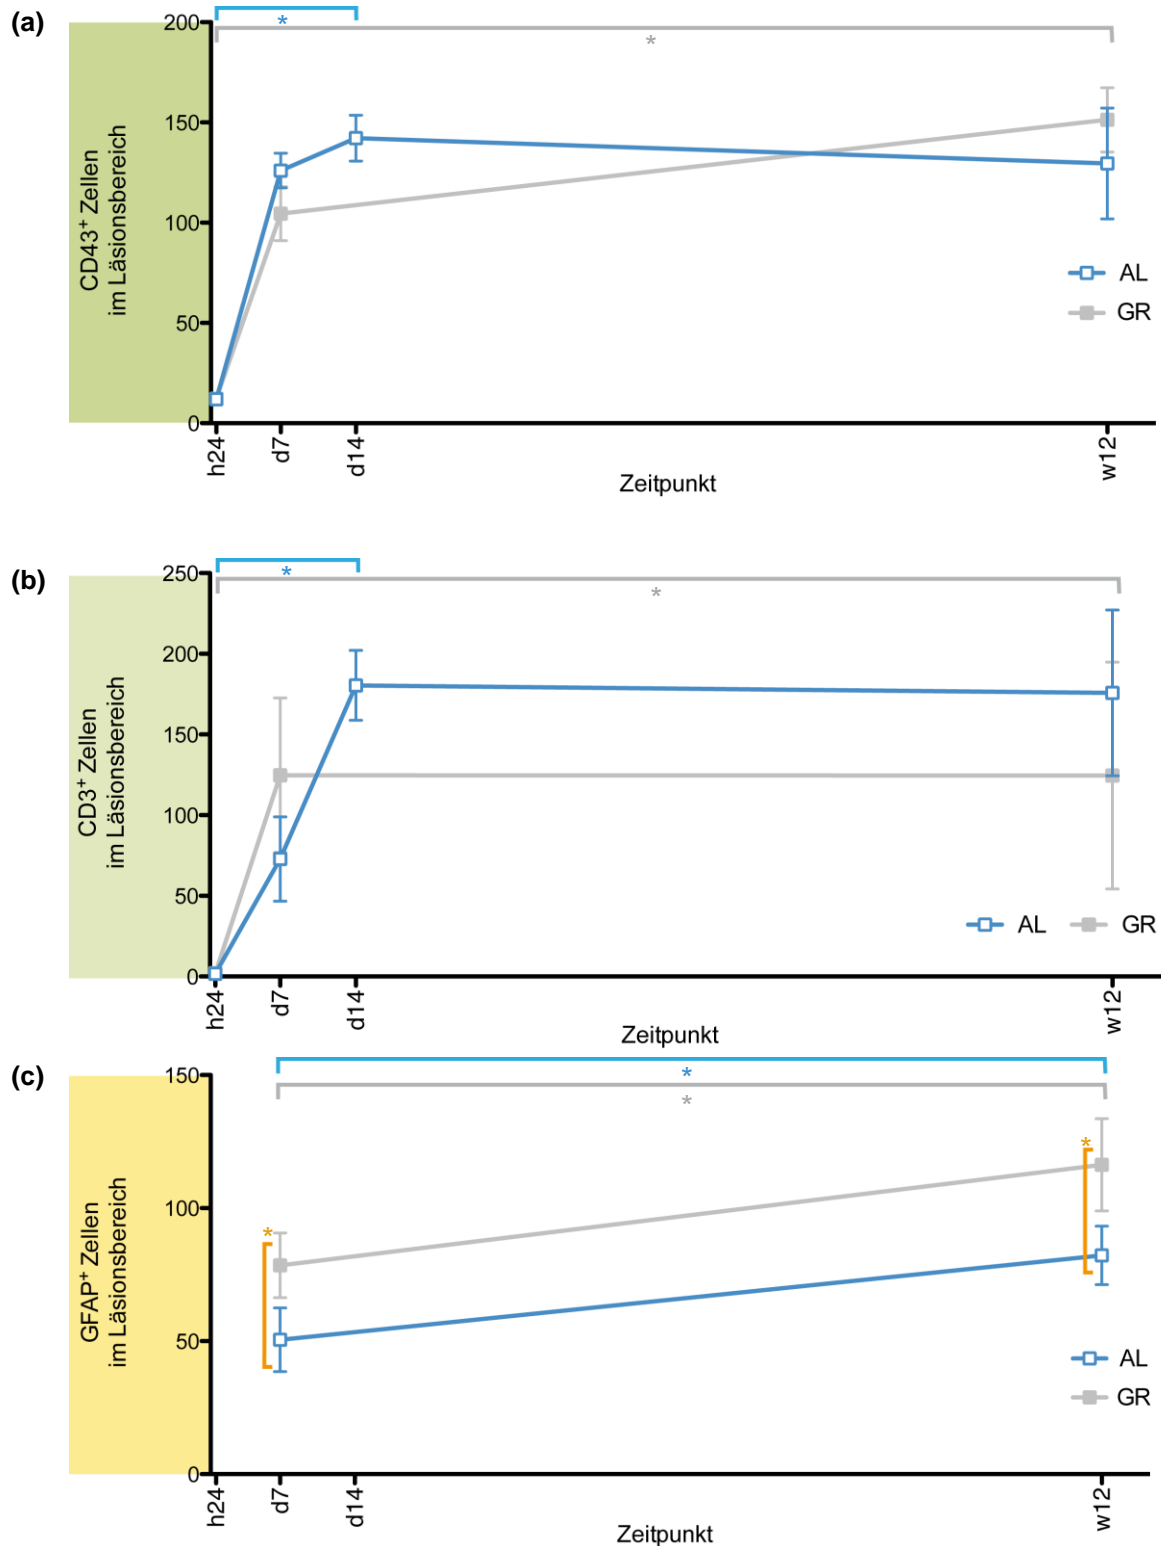 (a)
CD43⁺ Zellen
im Läsionsbereich
200
150
100
50
0
*
*
AL
GR
h24
d7
d14
w12
Zeitpunkt
(b)
CD3⁺ Zellen
im Läsionsbereich
250
200
150
100
50
0
*
*
AL GR
h24
d7
d14
w12
Zeitpunkt
(c)
GFAP⁺ Zellen
im Läsionsbereich
150
100
50
0
*
*
*
*
AL
GR
h24
d7
d14
w12
Zeitpunkt